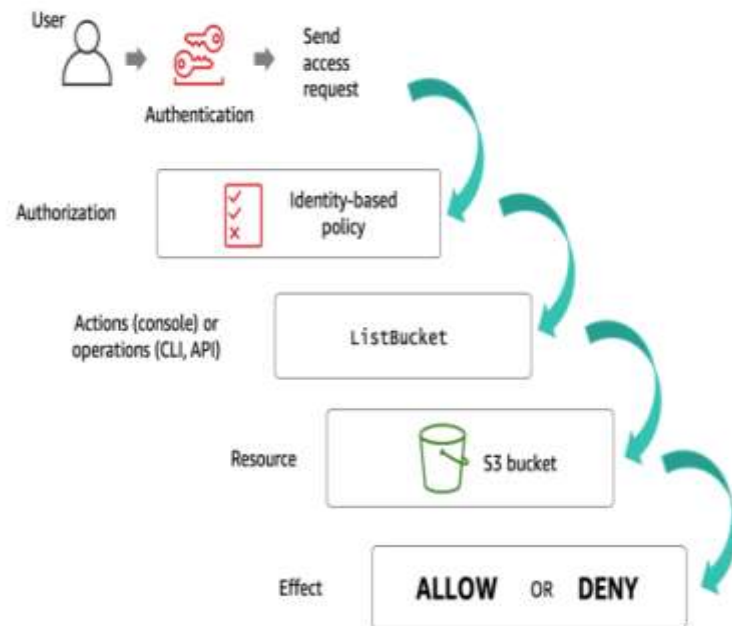 User
Authentication
Send
access
request
Authorization
Identity-based
policy
Actions (console) or
operations (CLI, API)
ListBucket
Resource
S3 bucket
Effect
ALLOW OR DENY